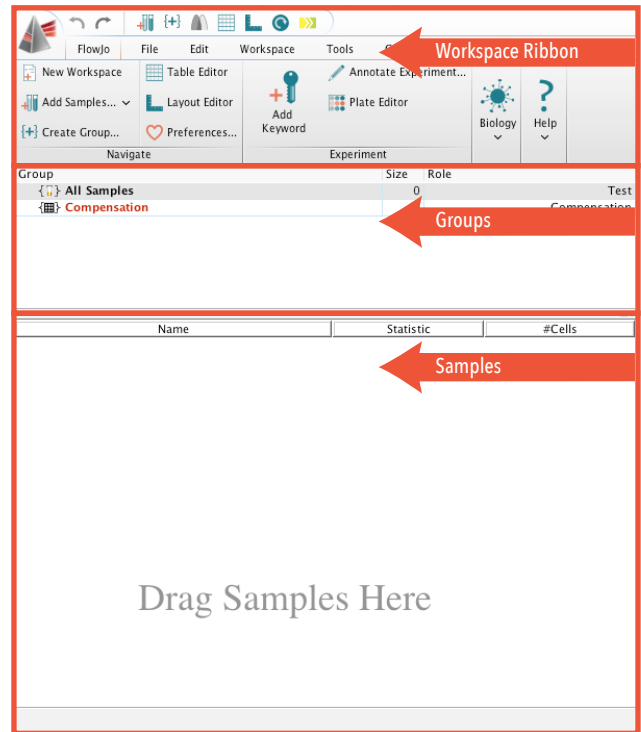 FlowJo File Edit Workspace Tools
Workspace Ribbon
New Workspace Table Editor Annotate Experiment...
Add Samples... Layout Editor Plate Editor
Add
Keyword
Biology Help
{+} Create Group... Preferences...
Navigate Experiment
Group Size Role
All Samples 0 Test
Compensation Compensation
Groups
Name Statistic #Cells
Samples
Drag Samples Here